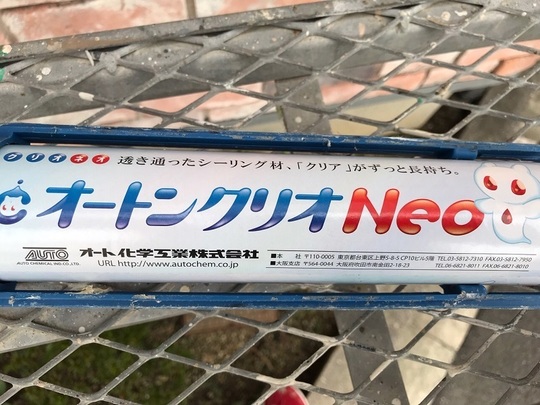 クリオネオ 透き通ったシーリング材、「クリア」がずっと長持ち。
オートンクリオNeo
AUTO オート化学工業株式会社
AUTO CHEMICAL IND.CO.,LTD.
URL http://www.autochem.co.jp
■本 社 〒110-0005 東京都台東区上野5-8-5 CP10ビル5階 TEL.03-5812-7310 FAX.03-5812-7950
■大阪支店 〒564-0044 大阪府吹田市南金田2-18-23 TEL.06-6821-8011 FAX.06-6821-8010